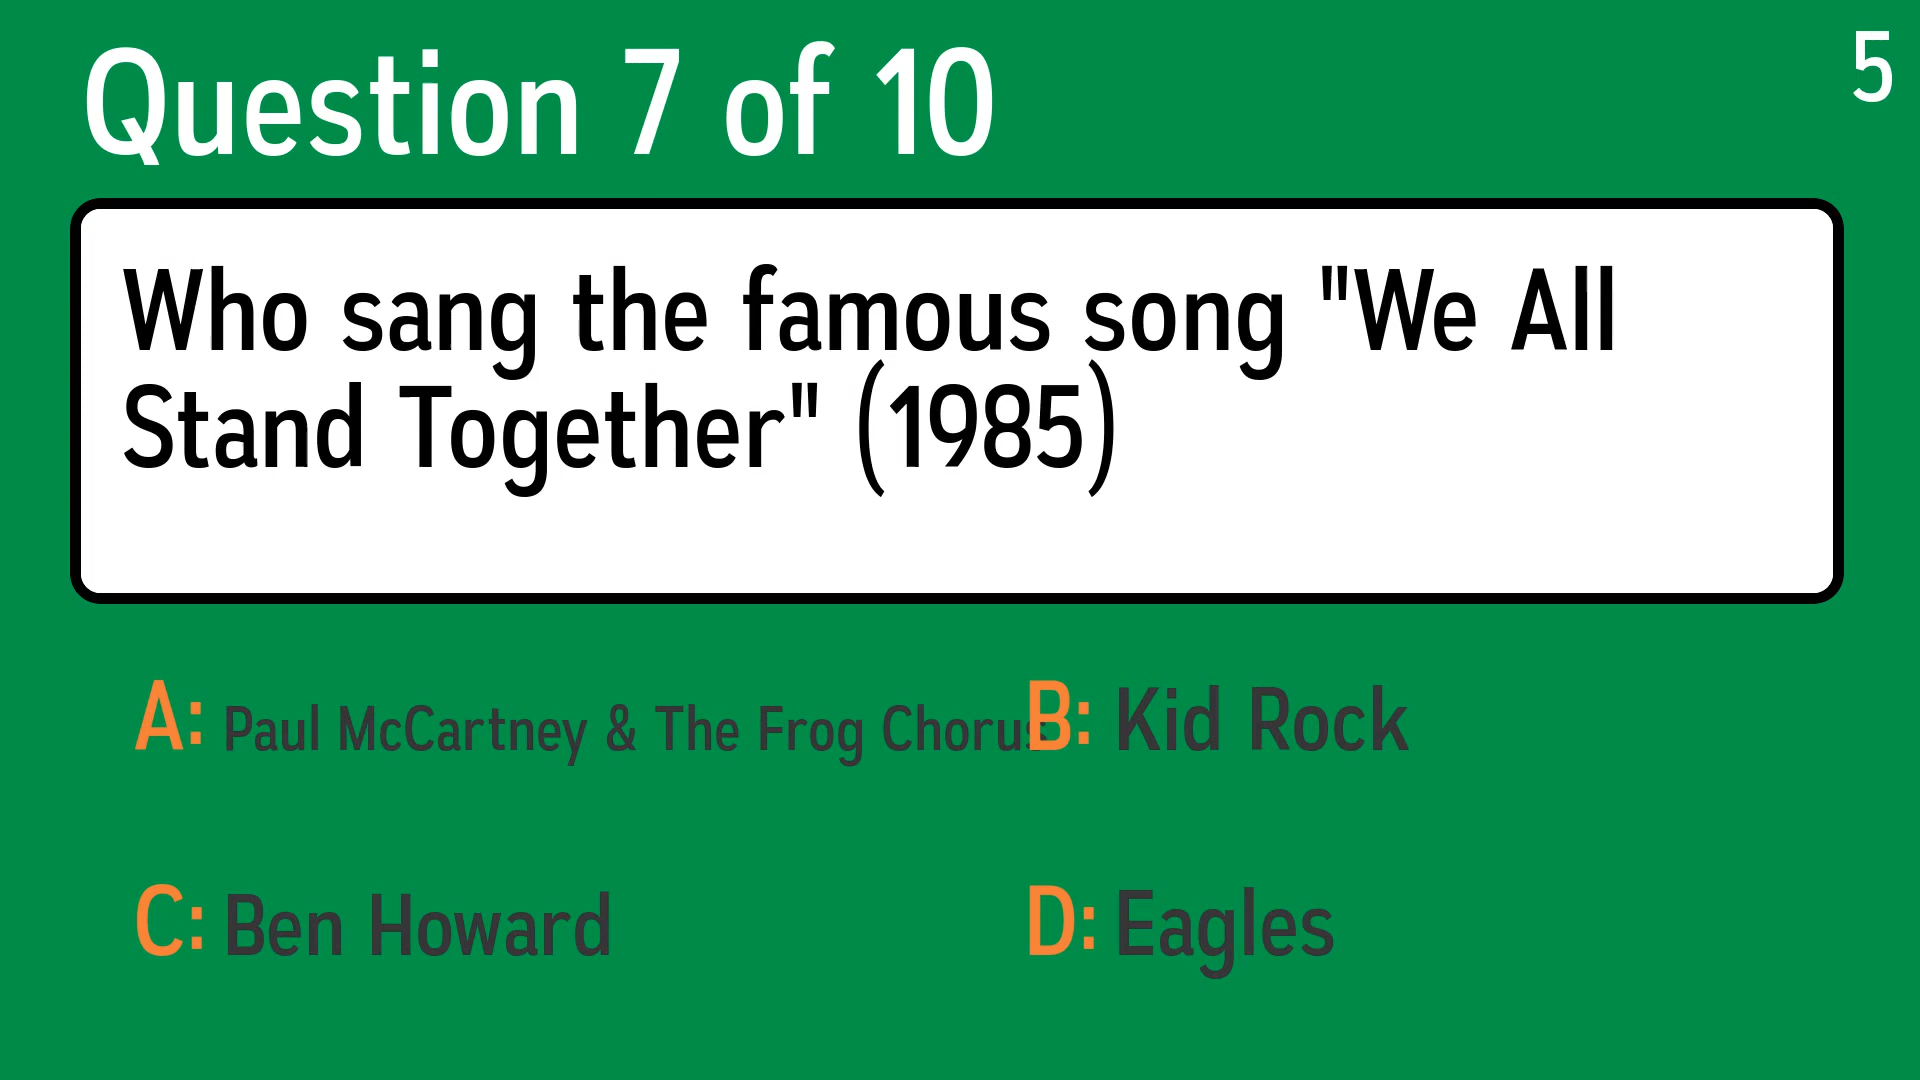 Question 7 of 10
5
Who sang the famous song "We All
Stand Together" (1985)
A: Paul McCartney & The Frog Chorus
B: Kid Rock
C: Ben Howard
D: Eagles